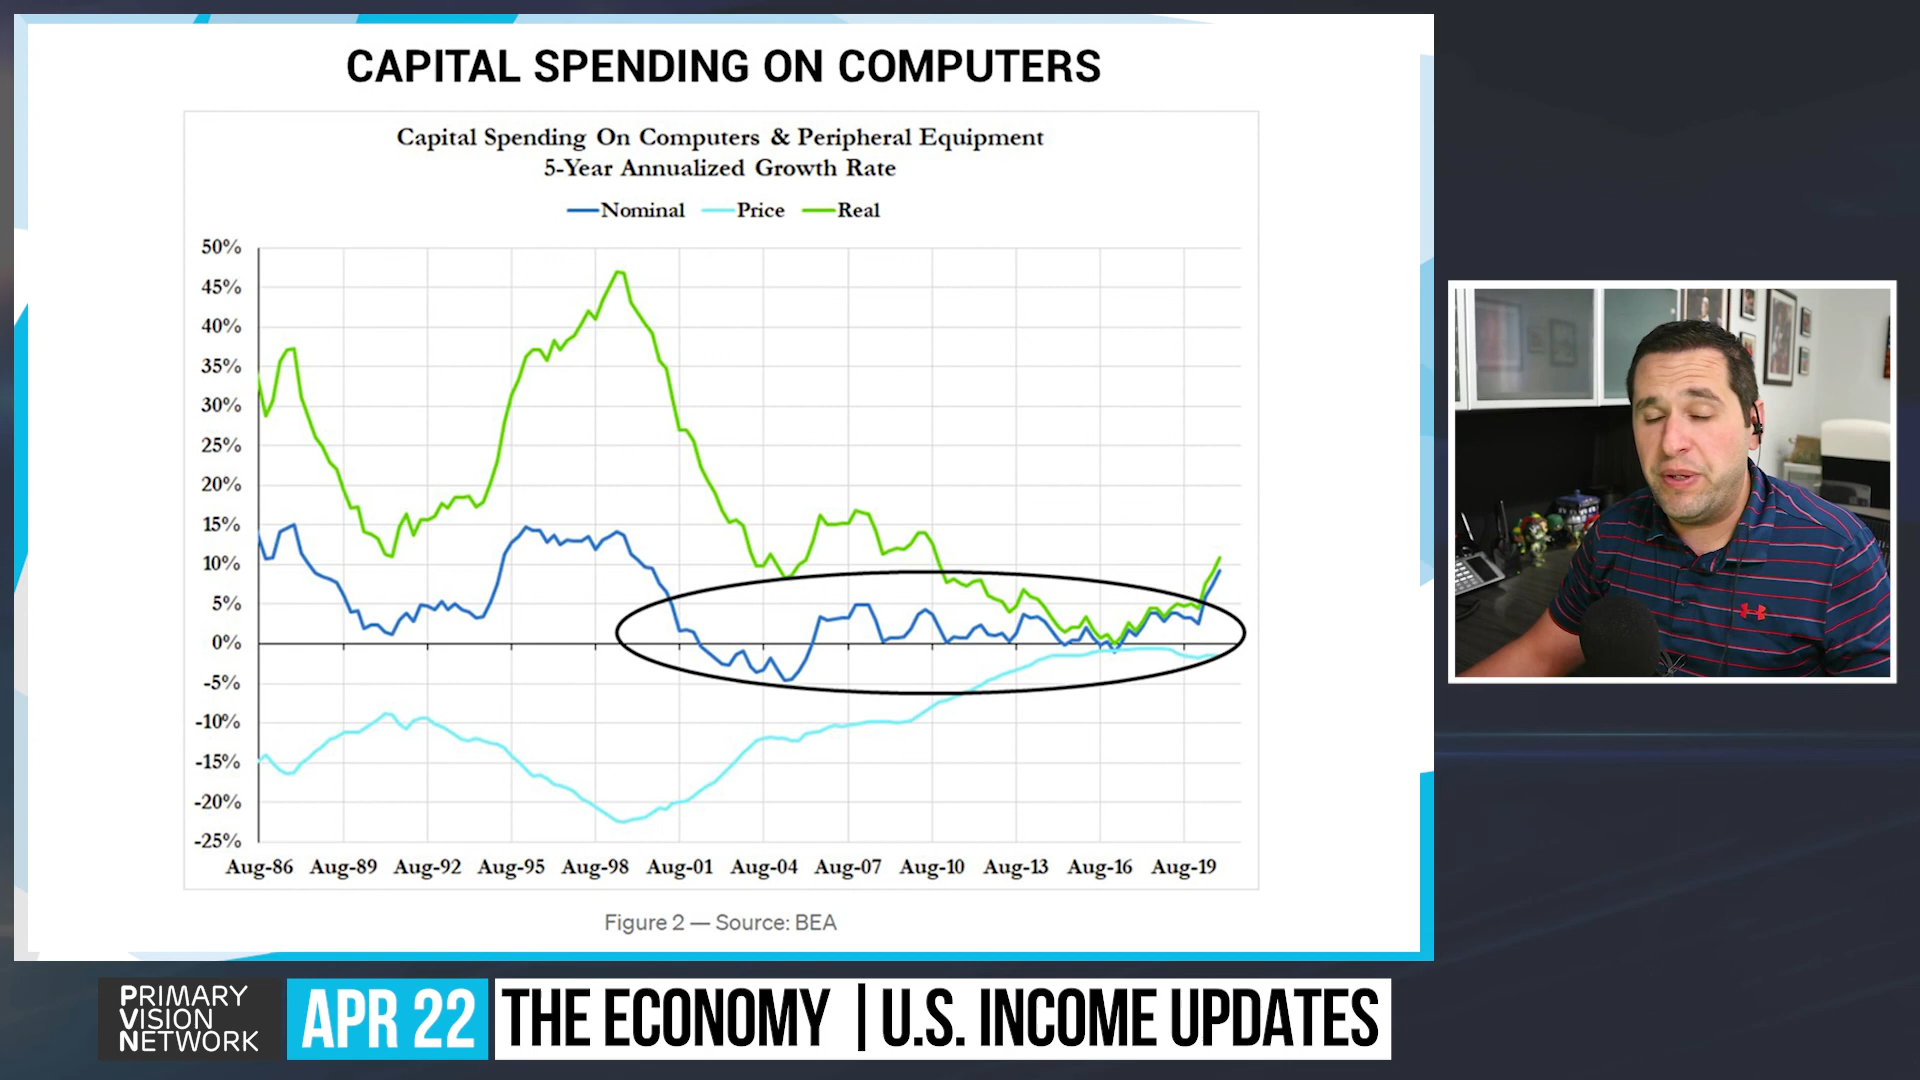 CAPITAL SPENDING ON COMPUTERS
Capital Spending On Computers & Peripheral Equipment
5-Year Annualized Growth Rate
Nominal Price Real
50%
45%
40%
35%
30%
25%
20%
15%
10%
5%
0%
-5%
-10%
-15%
-20%
-25%
Aug-86 Aug-89 Aug-92 Aug-95 Aug-98 Aug-01 Aug-04 Aug-07 Aug-10 Aug-13 Aug-16 Aug-19
Figure 2 — Source: BEA
PRIMARY
VISION
NETWORK
APR 22
THE ECONOMY | U.S. INCOME UPDATES